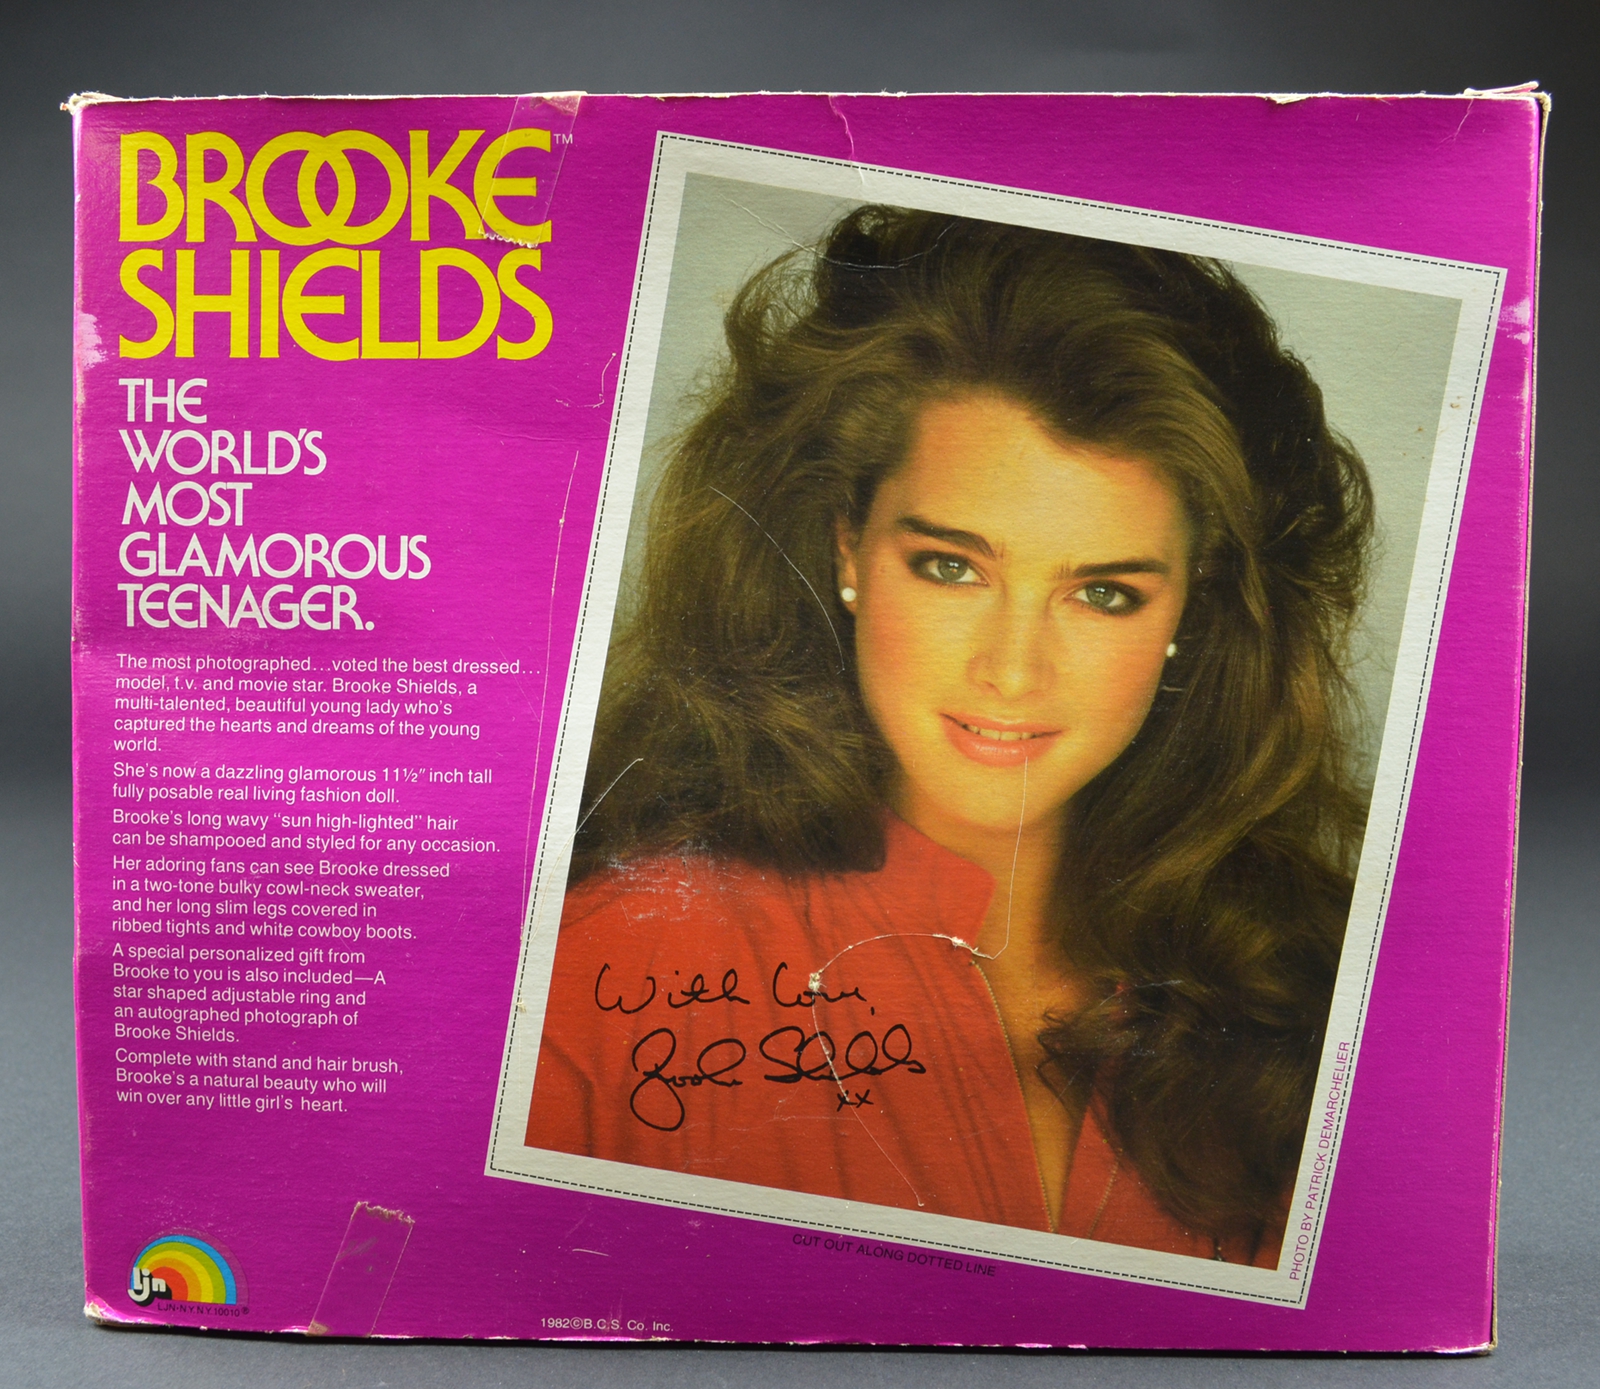 BROOKE™
SHIELDS
THE
WORLD'S
MOST
GLAMOROUS
TEENAGER.
The most photographed...voted the best dressed...
model, t.v. and movie star. Brooke Shields, a
multi-talented, beautiful young lady who's
captured the hearts and dreams of the young
world.
She's now a dazzling glamorous 11½" inch tall
fully posable real living fashion doll.
Brooke's long wavy "sun high-lighted" hair
can be shampooed and styled for any occasion.
Her adoring fans can see Brooke dressed
in a two-tone bulky cowl-neck sweater,
and her long slim legs covered in
ribbed tights and white cowboy boots.
A special personalized gift from
Brooke to you is also included—A
star shaped adjustable ring and
an autographed photograph of
Brooke Shields.
Complete with stand and hair brush,
Brooke's a natural beauty who will
win over any little girl's heart.
With Love,
Brooke Shields
xx
PHOTO BY PATRICK DEMARCHELIER
CUT OUT ALONG DOTTED LINE
ljn
LJN•N.Y.N.Y.10010®
1982©B.C.S. Co. Inc.